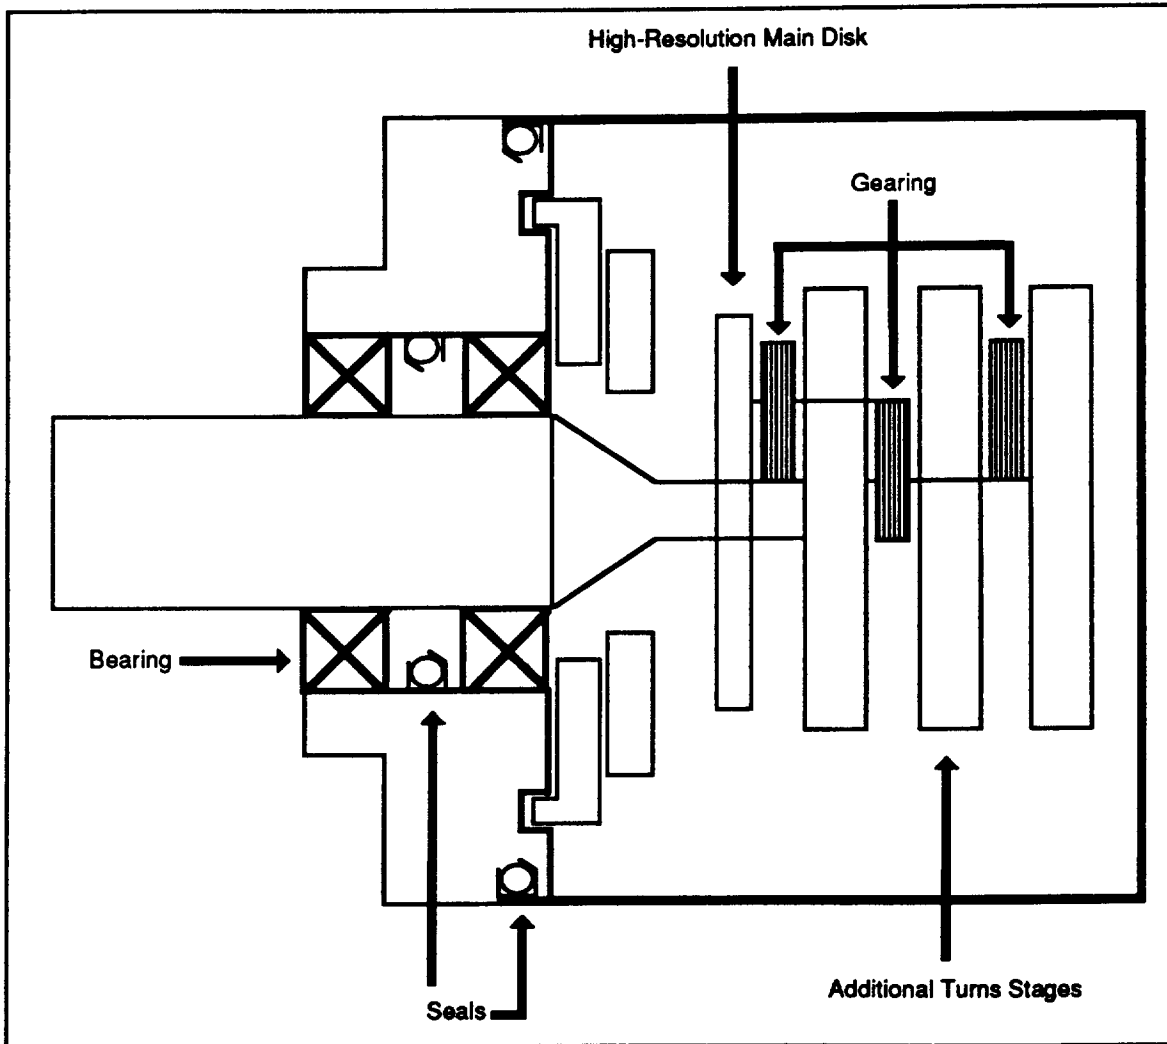 High-Resolution Main Disk
Gearing
Bearing
Additional Turns Stages
Seals